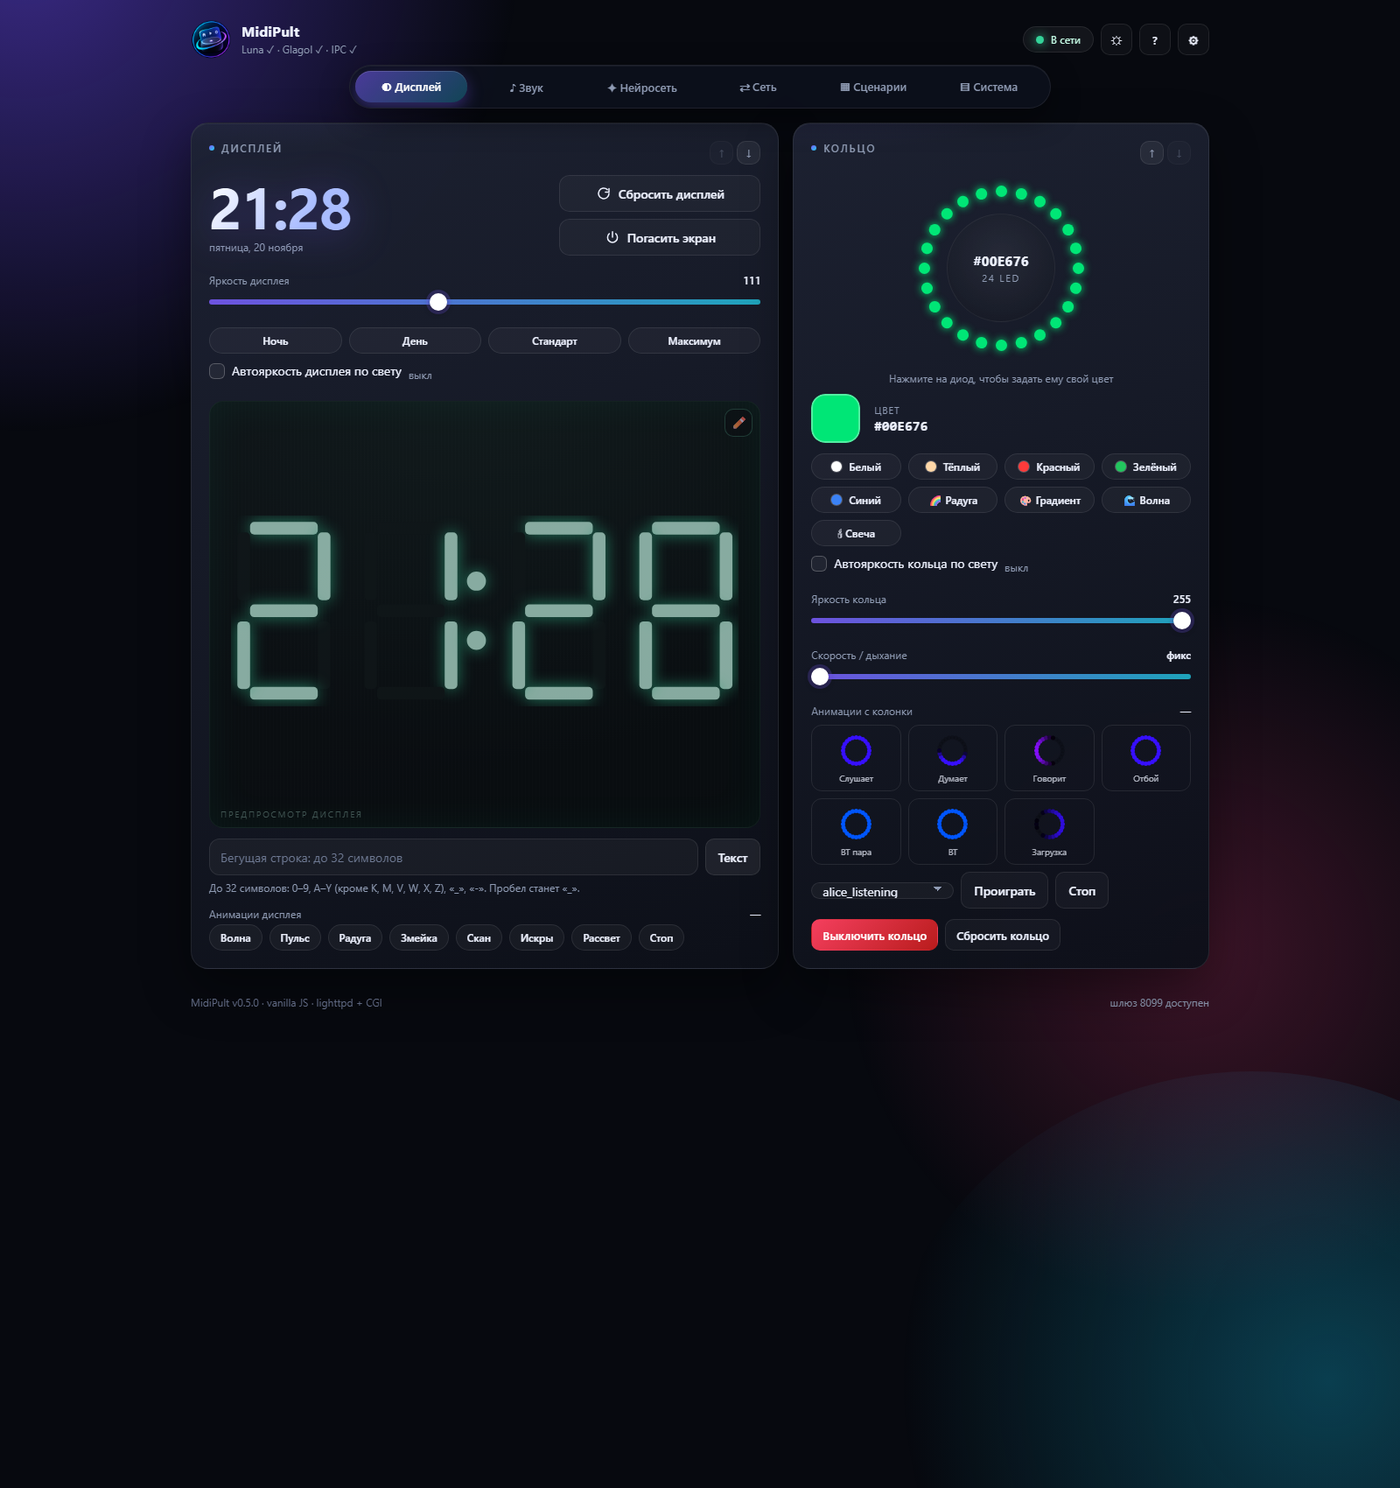 MidiPult
Luna ✓ · Glagol ✓ · IPC ✓
В сети
?
Дисплей
Звук
Нейросеть
Сеть
Сценарии
Система
ДИСПЛЕЙ
↑ ↓
21:28
пятница, 20 ноября
Сбросить дисплей
Погасить экран
Яркость дисплея 111
Ночь
День
Стандарт
Максимум
Автояркость дисплея по свету выкл
21:28
ПРЕДПРОСМОТР ДИСПЛЕЯ
Бегущая строка: до 32 символов
Текст
До 32 символов: 0–9, A–Y (кроме K, M, V, W, X, Z), «_», «-». Пробел станет «_».
Анимации дисплея —
Волна
Пульс
Радуга
Змейка
Скан
Искры
Рассвет
Стоп
КОЛЬЦО
↑ ↓
#00E676
24 LED
Нажмите на диод, чтобы задать ему свой цвет
ЦВЕТ
#00E676
Белый
Тёплый
Красный
Зелёный
Синий
Радуга
Градиент
Волна
Свеча
Автояркость кольца по свету выкл
Яркость кольца 255
Скорость / дыхание фикс
Анимации с колонки —
Слушает
Думает
Говорит
Отбой
BT пара
BT
Загрузка
alice_listening
Проиграть
Стоп
Выключить кольцо
Сбросить кольцо
MidiPult v0.5.0 · vanilla JS · lighttpd + CGI
шлюз 8099 доступен